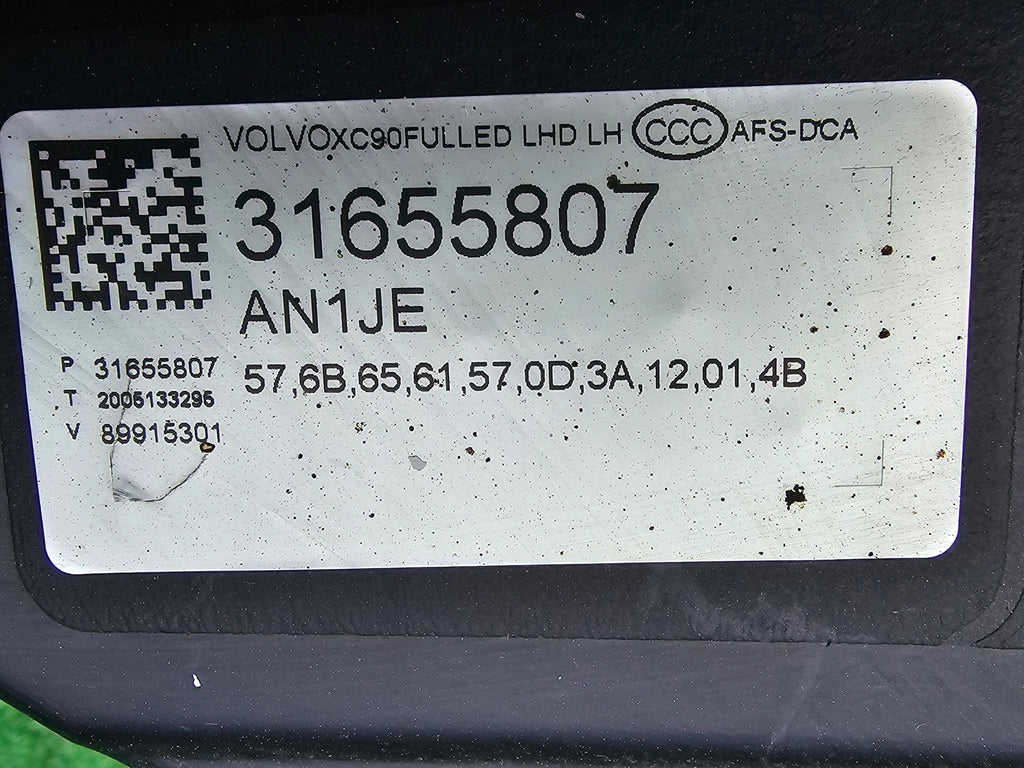 VOLVOXC90FULLED LHD LH CCC AFS-DCA
31655807
AN1JE
P 31655807
57,6B,65,61,57,0D,3A,12,01,4B
T 2005133295
V 89915301